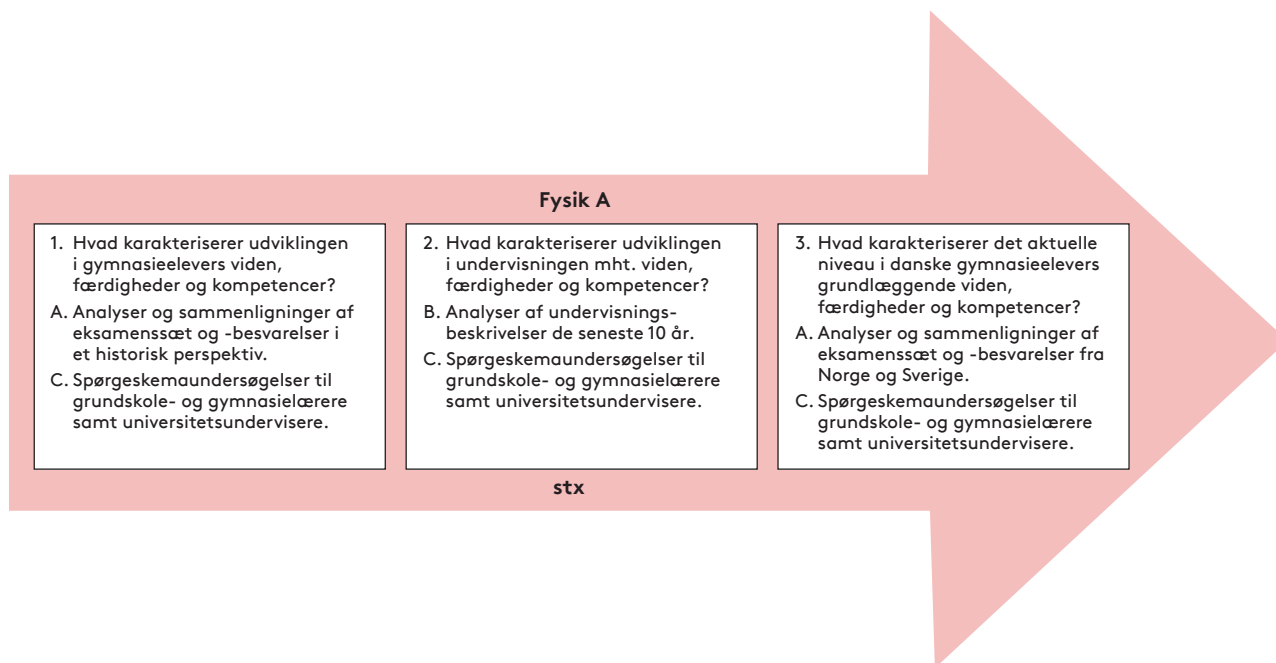 Fysik A
1. Hvad karakteriserer udviklingen
i gymnasieelevers viden,
færdigheder og kompetencer?
A. Analyser og sammenligninger af
eksamenssæt og -besvarelser i
et historisk perspektiv.
C. Spørgeskemaundersøgelser til
grundskole- og gymnasielærere
samt universitetsundervisere.
2. Hvad karakteriserer udviklingen
i undervisningen mht. viden,
færdigheder og kompetencer?
B. Analyser af undervisnings-
beskrivelser de seneste 10 år.
C. Spørgeskemaundersøgelser til
grundskole- og gymnasielærere
samt universitetsundervisere.
3. Hvad karakteriserer det aktuelle
niveau i danske gymnasieelevers
grundlæggende viden,
færdigheder og kompetencer?
A. Analyser og sammenligninger af
eksamenssæt og -besvarelser fra
Norge og Sverige.
C. Spørgeskemaundersøgelser til
grundskole- og gymnasielærere
samt universitetsundervisere.
stx